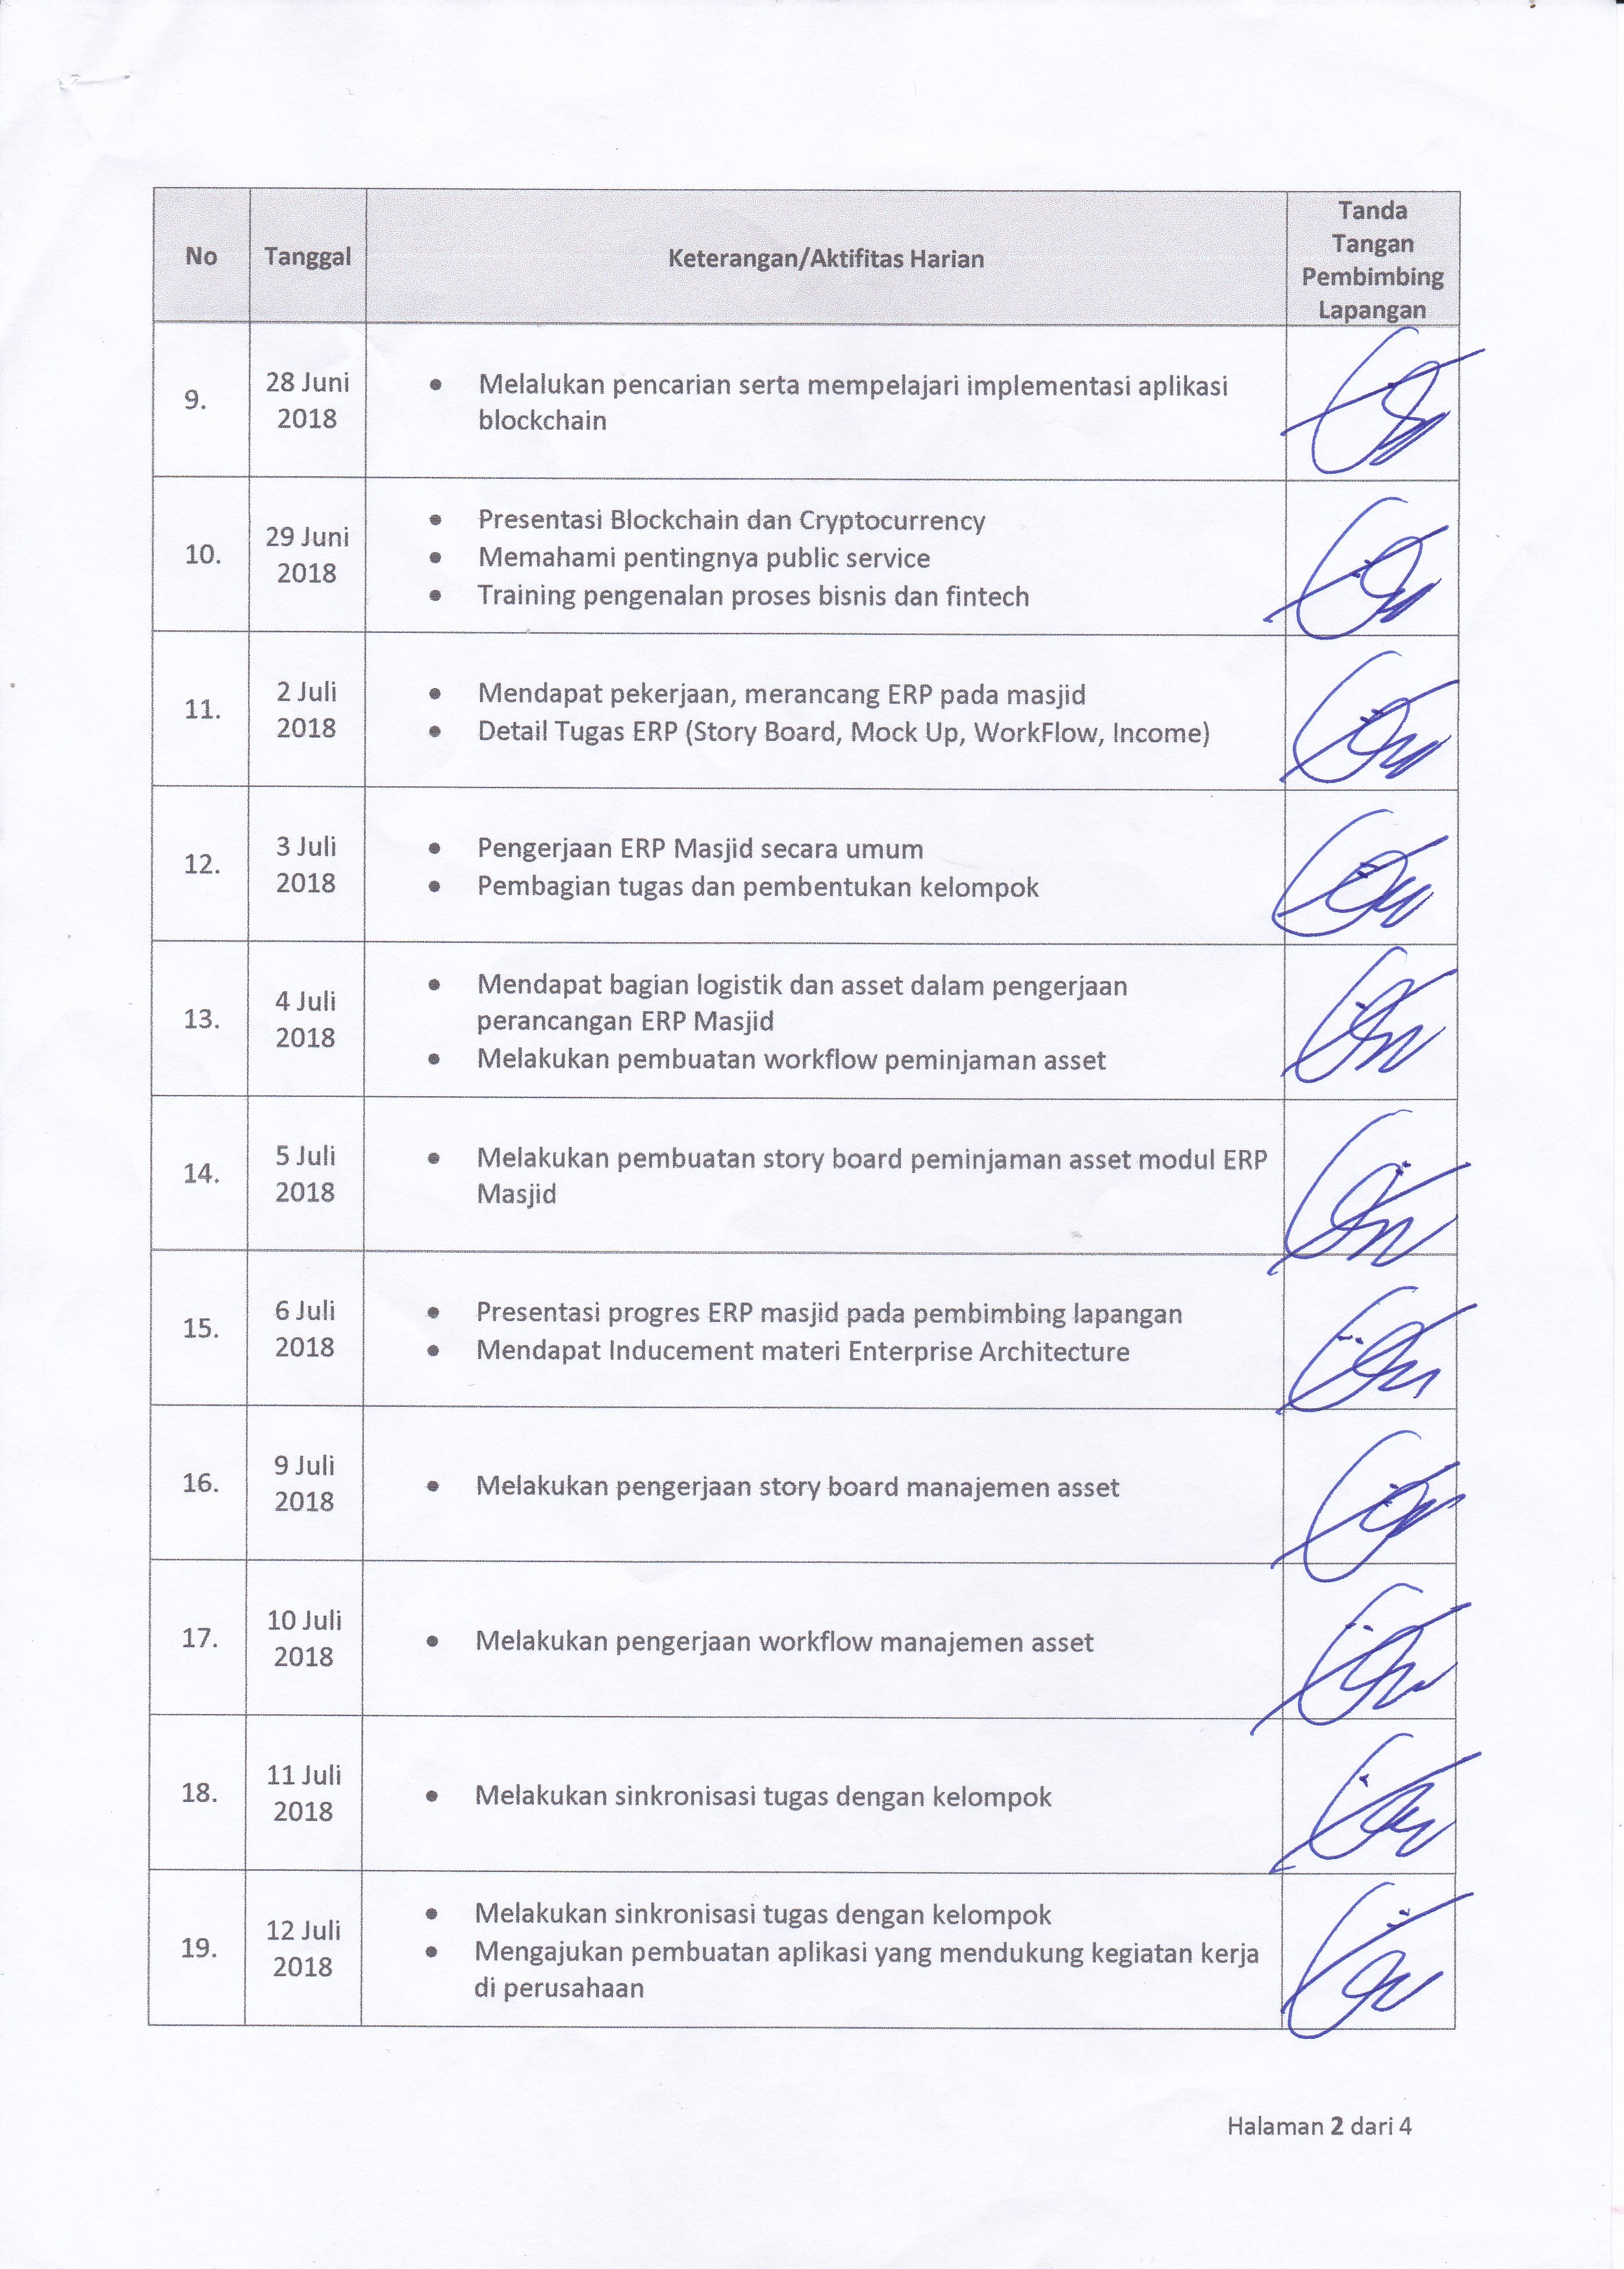 No
Tanggal
Keterangan/Aktifitas Harian
Tanda
Tangan
Pembimbing
Lapangan
9.
28 Juni
2018
• Melalukan pencarian serta mempelajari implementasi aplikasi
blockchain
10.
29 Juni
2018
• Presentasi Blockchain dan Cryptocurrency
• Memahami pentingnya public service
• Training pengenalan proses bisnis dan fintech
11.
2 Juli
2018
• Mendapat pekerjaan, merancang ERP pada masjid
• Detail Tugas ERP (Story Board, Mock Up, WorkFlow, Income)
12.
3 Juli
2018
• Pengerjaan ERP Masjid secara umum
• Pembagian tugas dan pembentukan kelompok
13.
4 Juli
2018
• Mendapat bagian logistik dan asset dalam pengerjaan
perancangan ERP Masjid
• Melakukan pembuatan workflow peminjaman asset
14.
5 Juli
2018
• Melakukan pembuatan story board peminjaman asset modul ERP
Masjid
15.
6 Juli
2018
• Presentasi progres ERP masjid pada pembimbing lapangan
• Mendapat Inducement materi Enterprise Architecture
16.
9 Juli
2018
• Melakukan pengerjaan story board manajemen asset
17.
10 Juli
2018
• Melakukan pengerjaan workflow manajemen asset
18.
11 Juli
2018
• Melakukan sinkronisasi tugas dengan kelompok
19.
12 Juli
2018
• Melakukan sinkronisasi tugas dengan kelompok
• Mengajukan pembuatan aplikasi yang mendukung kegiatan kerja
di perusahaan
Halaman 2 dari 4